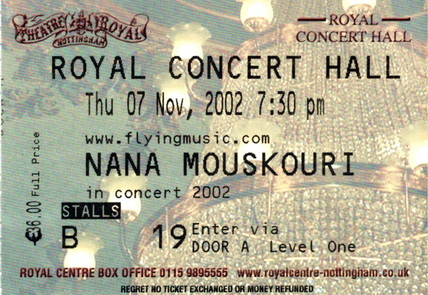 THEATRE ROYAL
NOTTINGHAM
ROYAL
CONCERT HALL
ROYAL CONCERT HALL
Thu 07 Nov, 2002 7:30 pm
www.flyingmusic.com
NANA MOUSKOURI
in concert 2002
£36.00 Full Price
STALLS
B 19 Enter via
DOOR A Level One
ROYAL CENTRE BOX OFFICE 0115 9895555 www.royalcentre-nottingham.co.uk
REGRET NO TICKET EXCHANGED OR MONEY REFUNDED